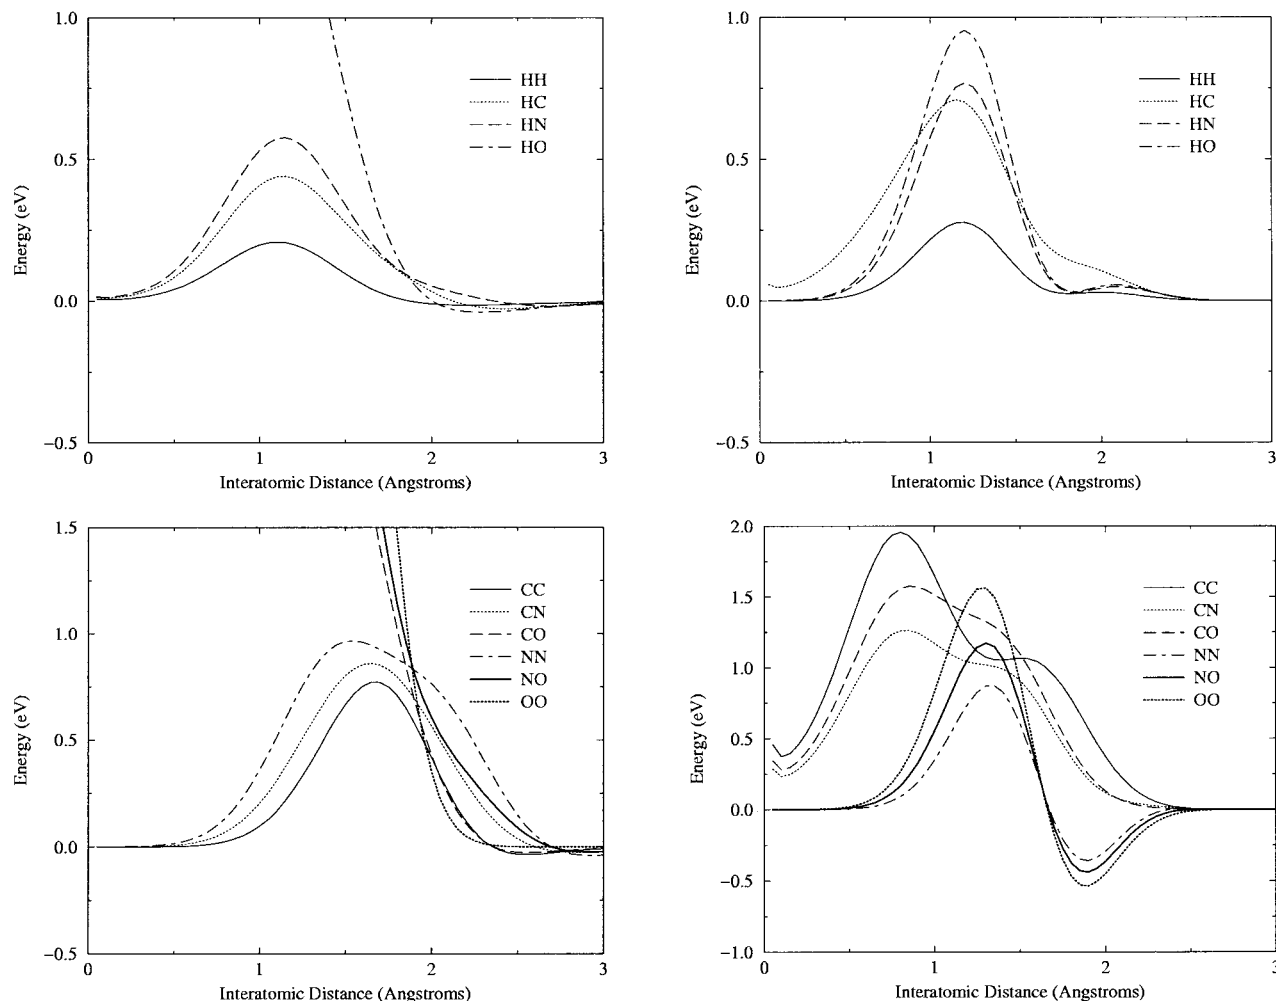 1.0
0.5
0.0
−0.5
Energy (eV)
HH
HC
HN
HO
0
1
2
3
Interatomic Distance (Angstroms)
1.0
0.5
0.0
−0.5
Energy (eV)
HH
HC
HN
HO
0
1
2
3
Interatomic Distance (Angstroms)
1.5
1.0
0.5
0.0
−0.5
Energy (eV)
CC
CN
CO
NN
NO
OO
0
1
2
3
Interatomic Distance (Angstroms)
2.0
1.5
1.0
0.5
0.0
−0.5
−1.0
Energy (eV)
CC
CN
CO
NN
NO
OO
0
1
2
3
Interatomic Distance (Angstroms)